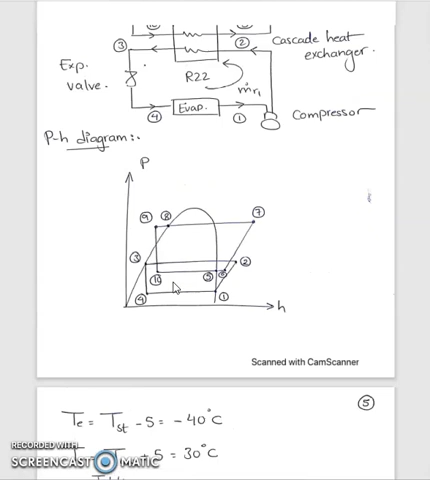 ③
②
Cascade heat
exchanger.
Exp.
valve.
R22
ṁr₁
④
Evap.
①
Compressor
P-h diagram:-
P
⑨
⑧
⑦
③
②
⑩
⑤
⑥
④
①
h
Scanned with CamScanner
⑤
Te = Tst - 5 = -40°C
- 5 = 30°C
RECORDED WITH
SCREENCAST MATIC